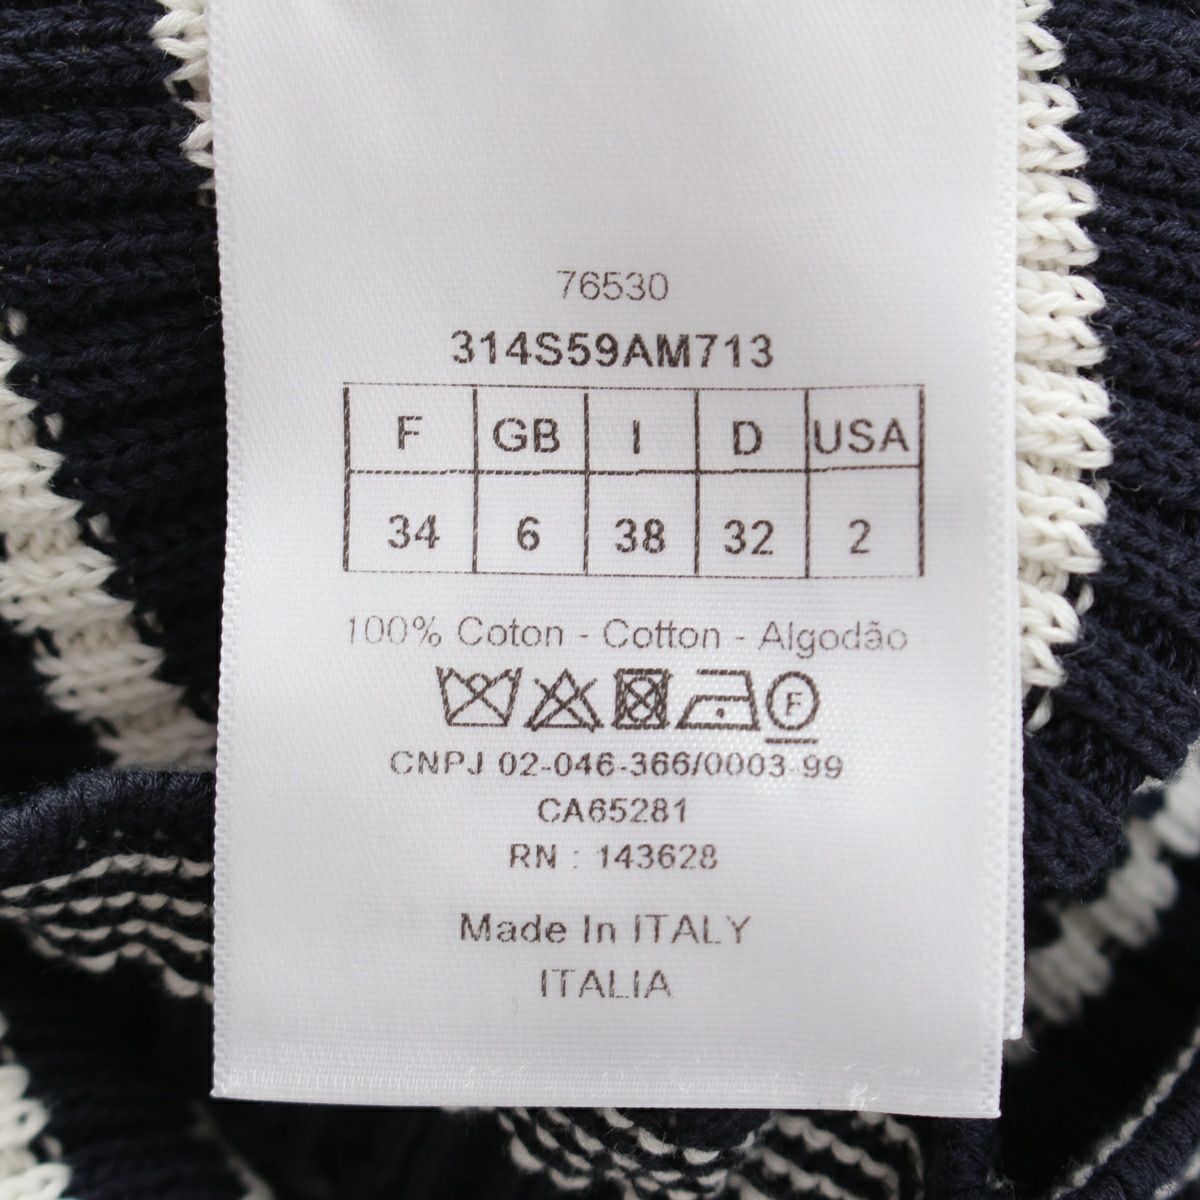 76530
314S59AM713
F GB I D USA
34 6 38 32 2
100% Coton - Cotton - Algodão
F
CNPJ 02-046-366/0003-99
CA65281
RN : 143628
Made In ITALY
ITALIA